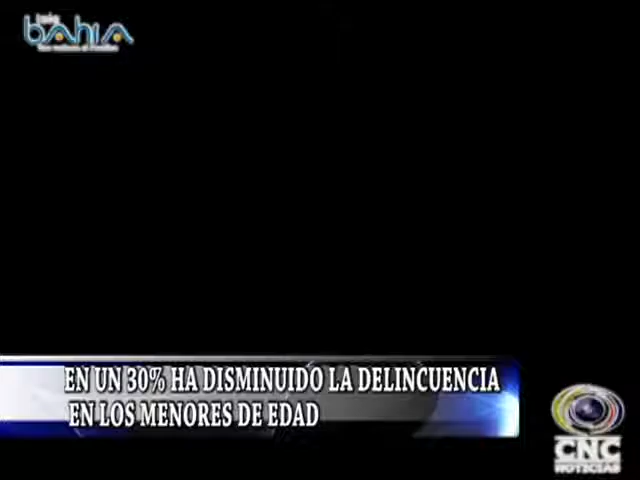 bahia
EN UN 30% HA DISMINUIDO LA DELINCUENCIA
EN LOS MENORES DE EDAD
CNC
NOTICIAS